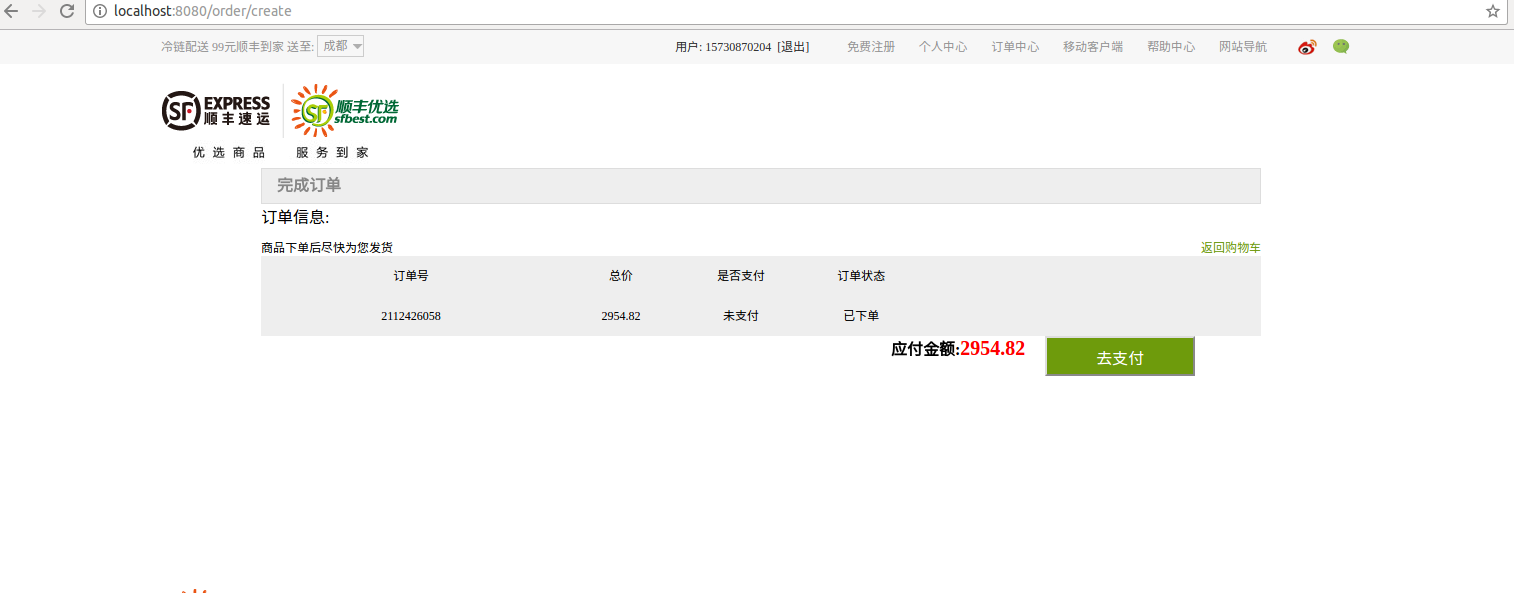 localhost:8080/order/create
冷链配送 99元顺丰到家 送至: 成都 用户: 15730870204 [退出] 免费注册 个人中心 订单中心 移动客户端 帮助中心 网站导航
SF EXPRESS 顺丰速运 SF 顺丰优选 sfbest.com
优选商品 服务到家
完成订单
订单信息:
商品下单后尽快为您发货 返回购物车
订单号 总价 是否支付 订单状态
2112426058 2954.82 未支付 已下单
应付金额:2954.82 去支付